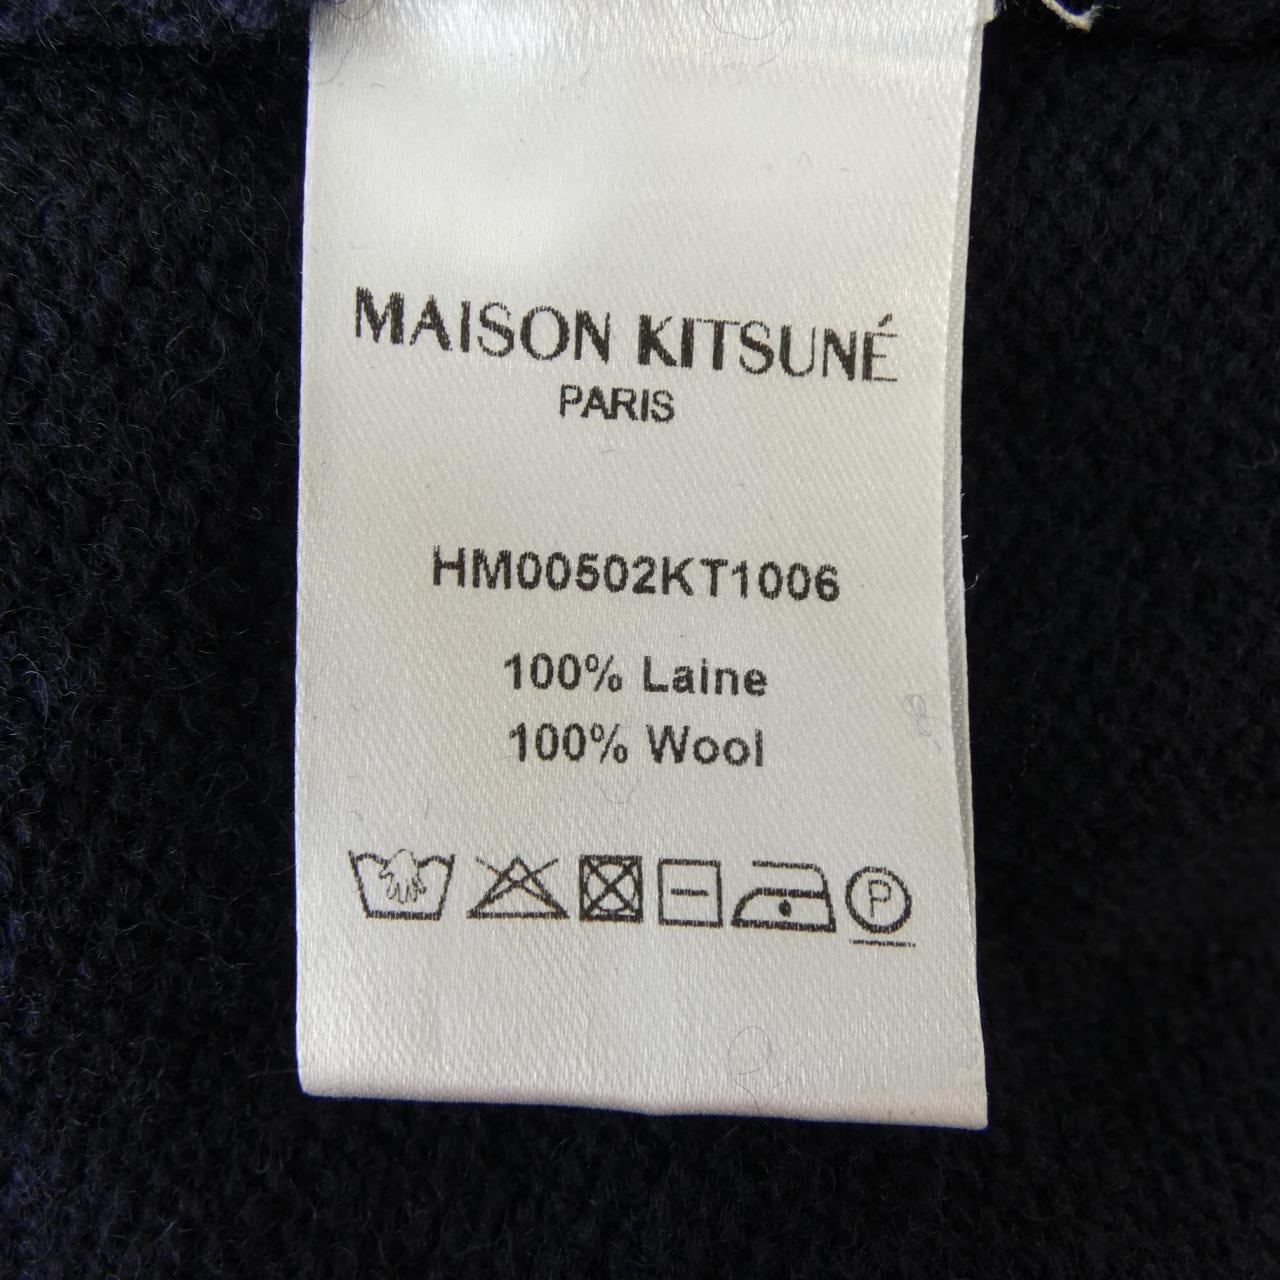 MAISON KITSUNÉ
PARIS
HM00502KT1006
100% Laine
100% Wool
P